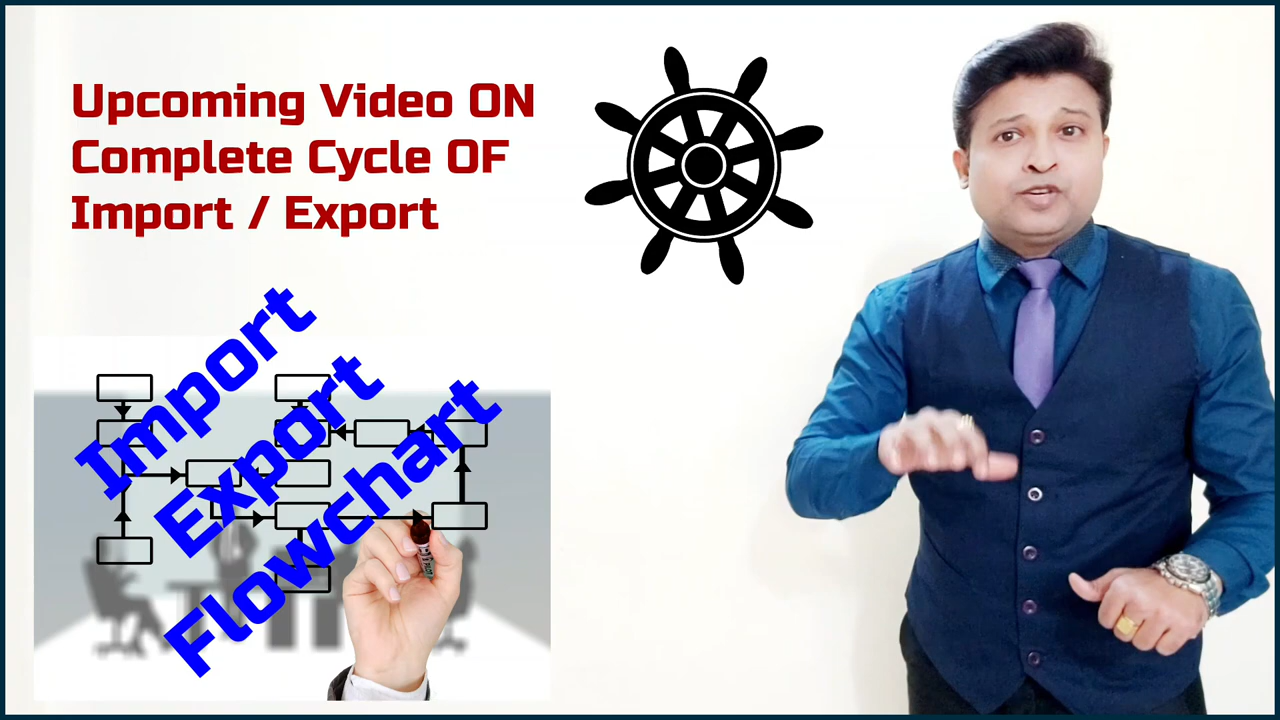 Upcoming Video ON
Complete Cycle OF
Import / Export
Import
Export
Flowchart